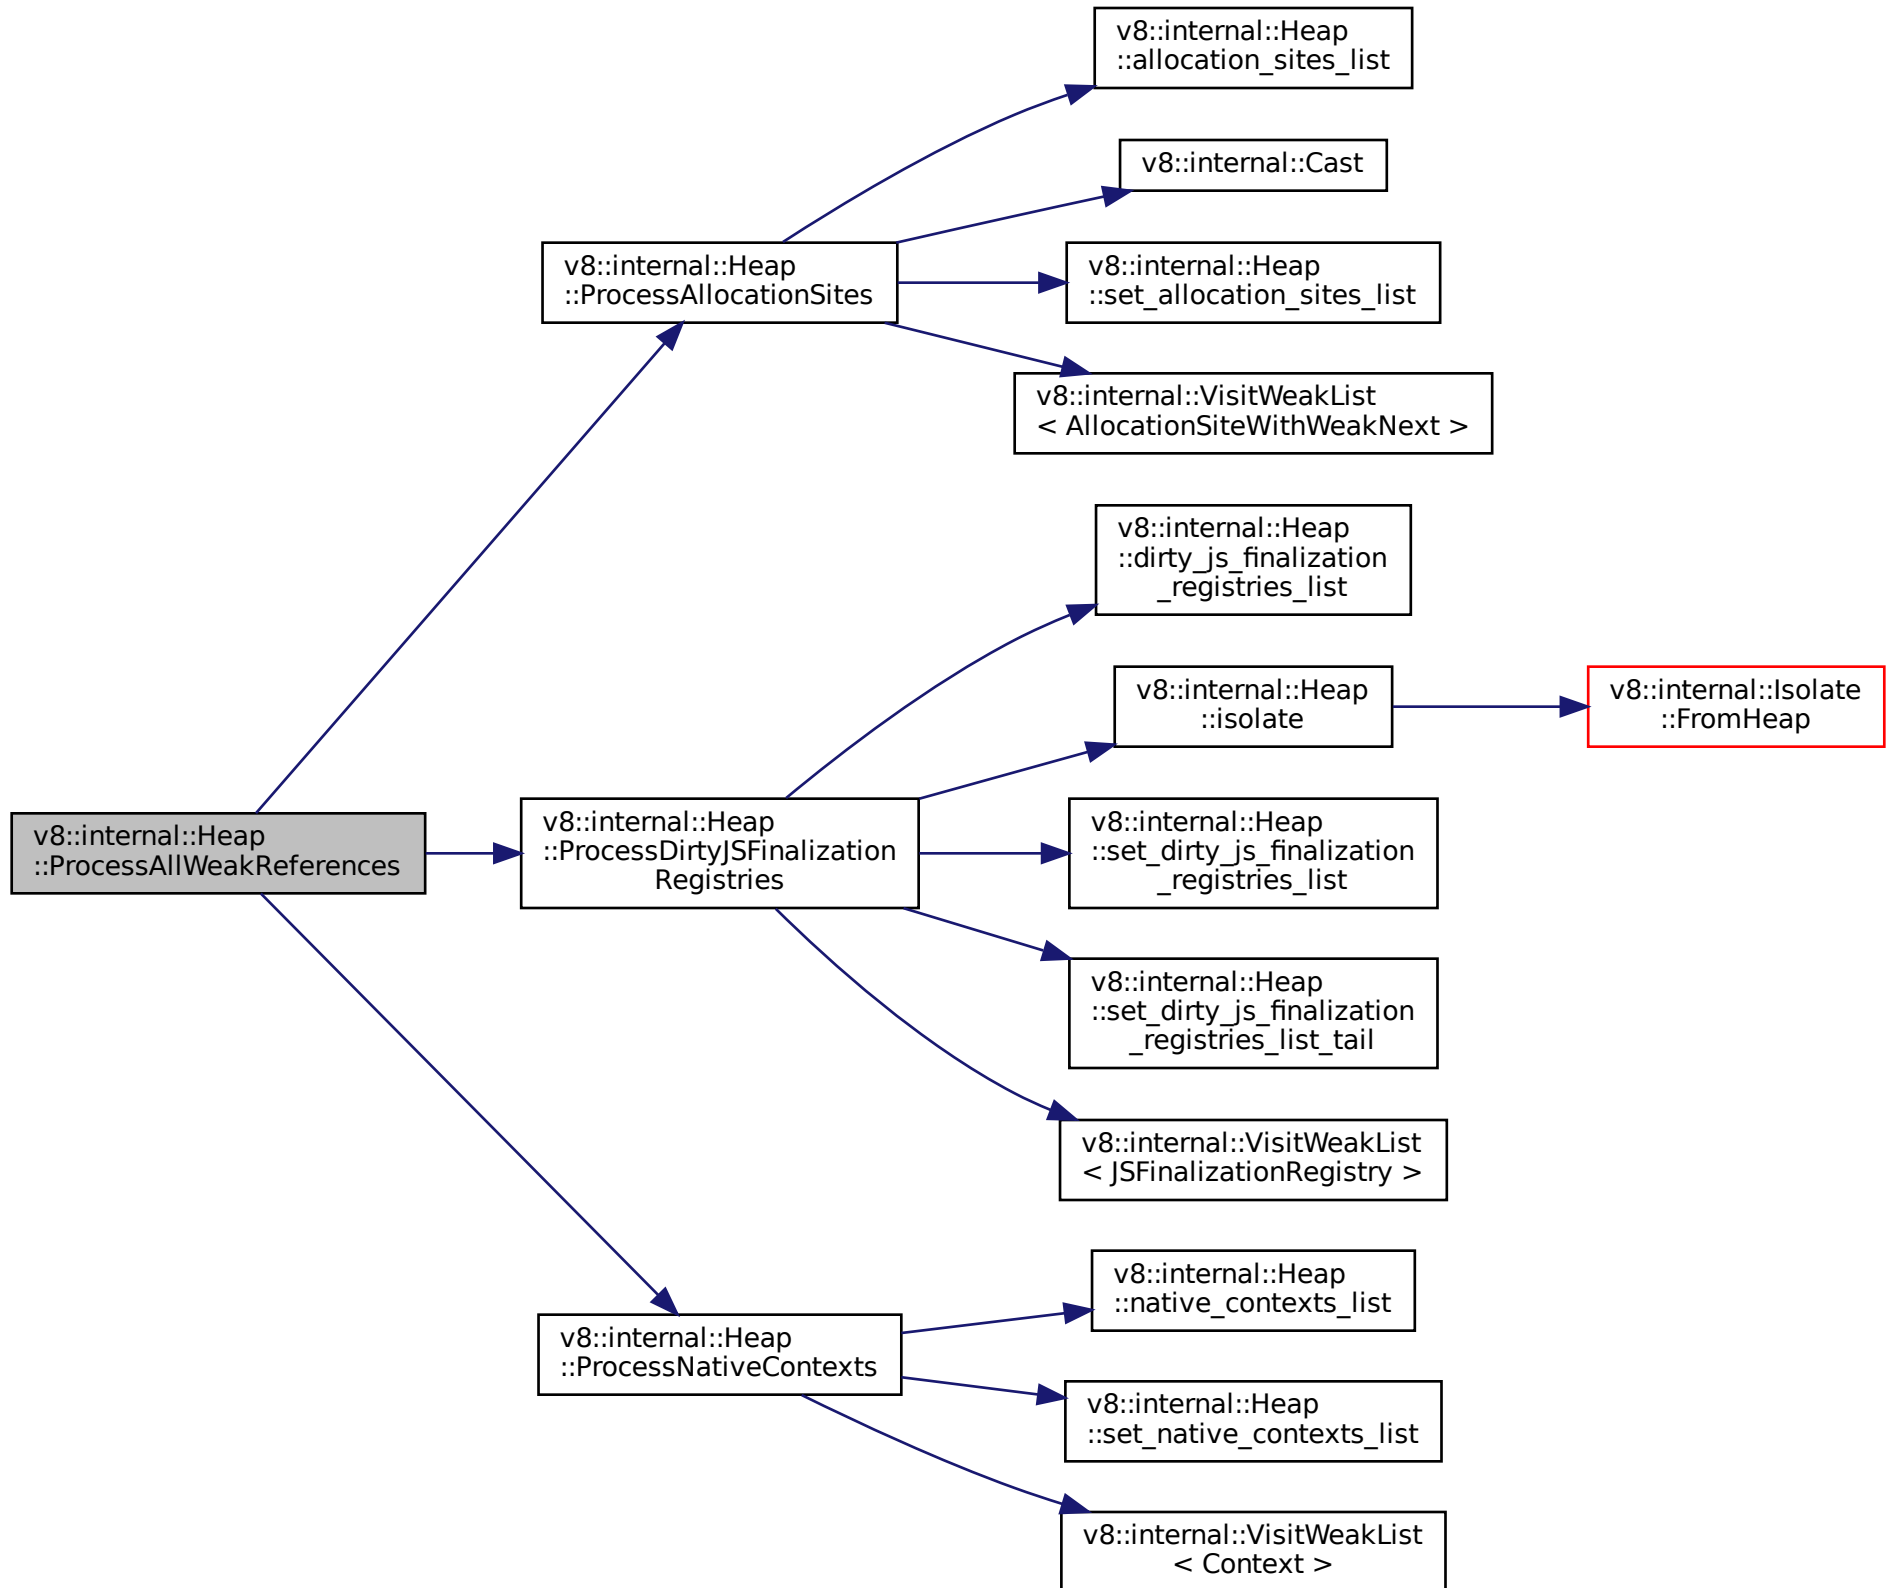 v8::internal::Heap
::allocation_sites_list
v8::internal::Cast
v8::internal::Heap
::ProcessAllocationSites
v8::internal::Heap
::set_allocation_sites_list
v8::internal::VisitWeakList
< AllocationSiteWithWeakNext >
v8::internal::Heap
::dirty_js_finalization
_registries_list
v8::internal::Heap
::isolate
v8::internal::Isolate
::FromHeap
v8::internal::Heap
::ProcessAllWeakReferences
v8::internal::Heap
::ProcessDirtyJSFinalization
Registries
v8::internal::Heap
::set_dirty_js_finalization
_registries_list
v8::internal::Heap
::set_dirty_js_finalization
_registries_list_tail
v8::internal::VisitWeakList
< JSFinalizationRegistry >
v8::internal::Heap
::native_contexts_list
v8::internal::Heap
::ProcessNativeContexts
v8::internal::Heap
::set_native_contexts_list
v8::internal::VisitWeakList
< Context >